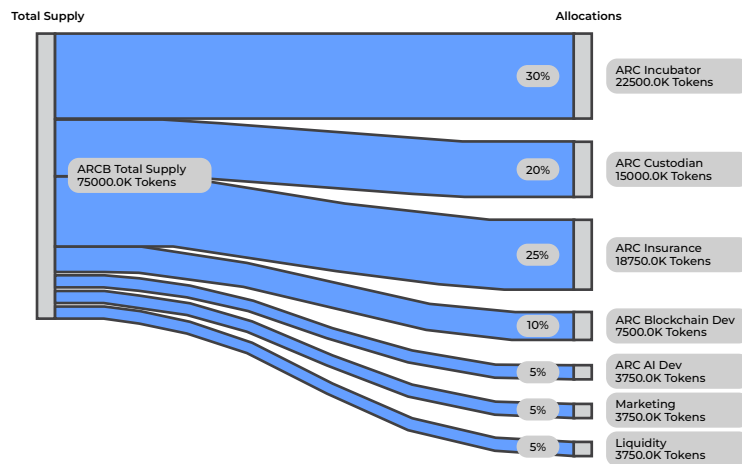 Total Supply
Allocations
ARCB Total Supply
75000.0K Tokens
30%
ARC Incubator
22500.0K Tokens
20%
ARC Custodian
15000.0K Tokens
25%
ARC Insurance
18750.0K Tokens
10%
ARC Blockchain Dev
7500.0K Tokens
5%
ARC AI Dev
3750.0K Tokens
5%
Marketing
3750.0K Tokens
5%
Liquidity
3750.0K Tokens